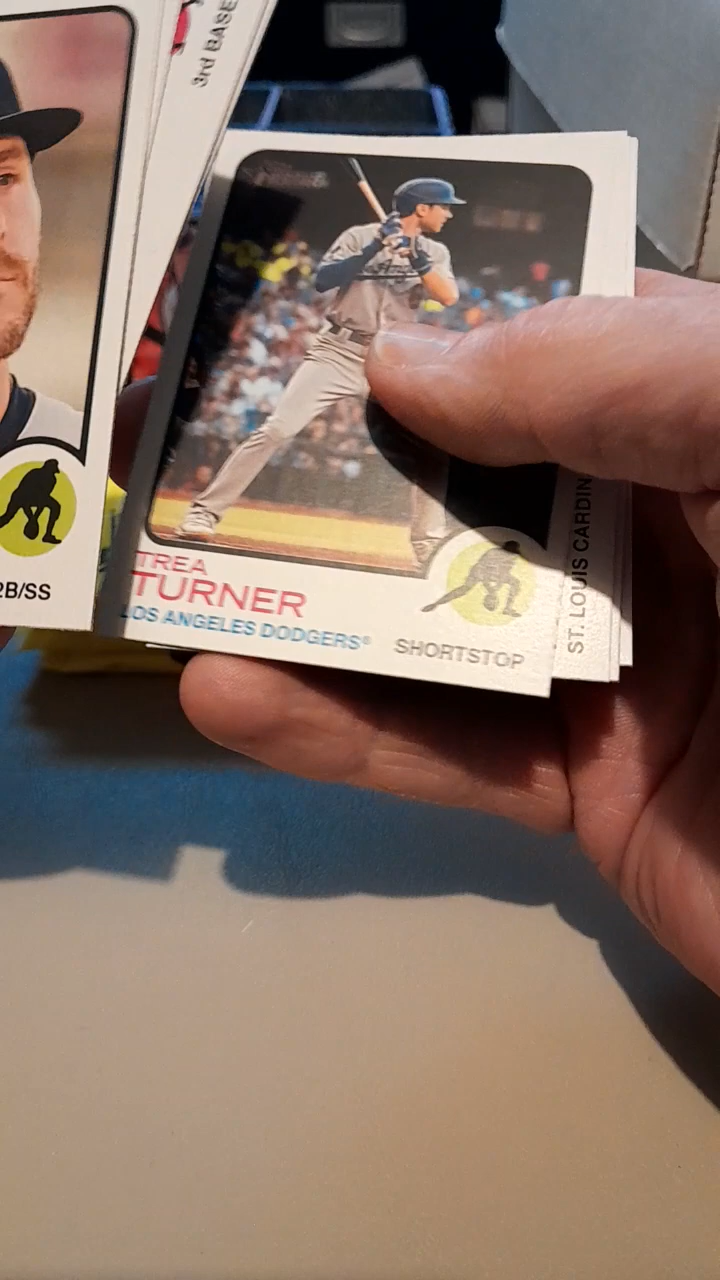 3rd BASE
2B/SS
TREA
TURNER
LOS ANGELES DODGERS®
SHORTSTOP
ST. LOUIS CARDIN